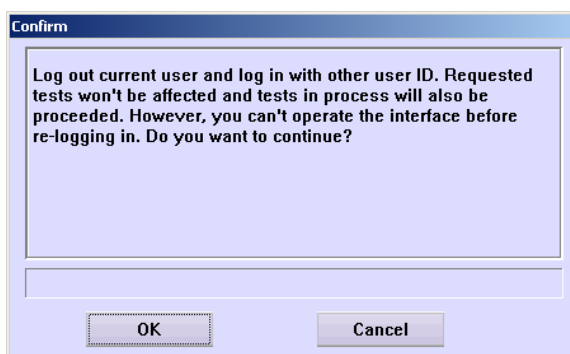 Confirm
Log out current user and log in with other user ID. Requested
tests won't be affected and tests in process will also be
proceeded. However, you can't operate the interface before
re-logging in. Do you want to continue?
OK Cancel